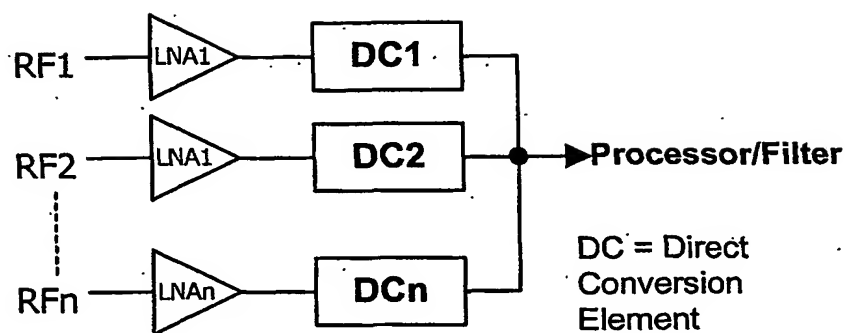 RF1 LNA1 DC1
RF2 LNA1 DC2 Processor/Filter
RFn LNAn DCn
DC = Direct
Conversion
Element